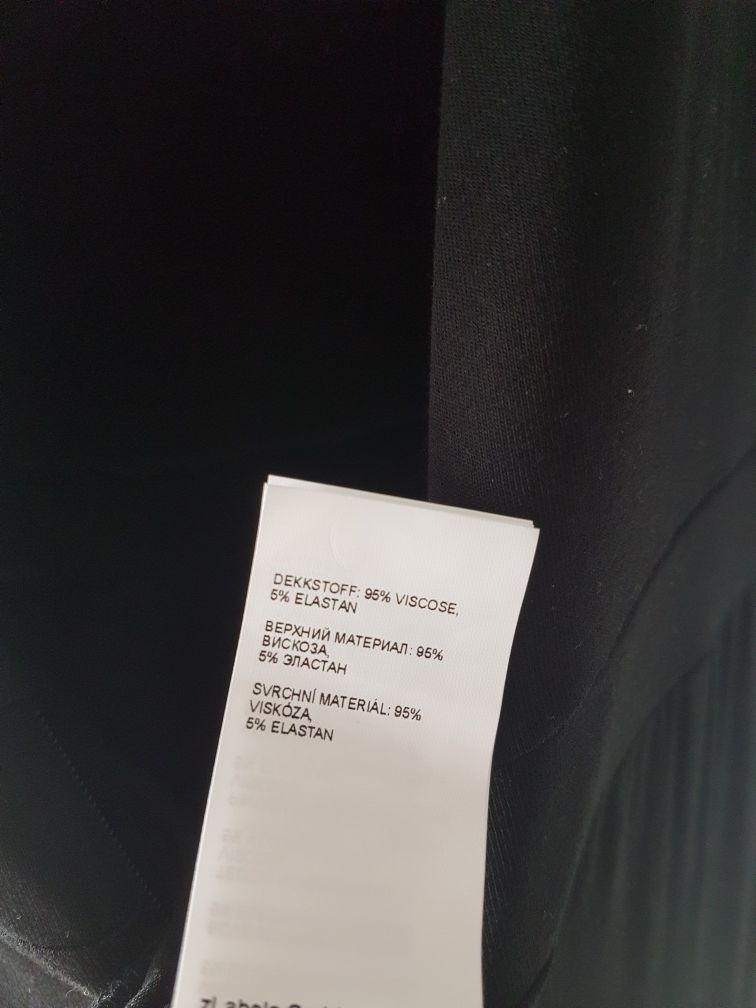 DEKKSTOFF: 95% VISCOSE,
5% ELASTAN
ВЕРХНИЙ МАТЕРИАЛ: 95%
ВИСКОЗА,
5% ЭЛАСТАН
SVRCHNÍ MATERIÁL: 95%
VISKÓZA,
5% ELASTAN